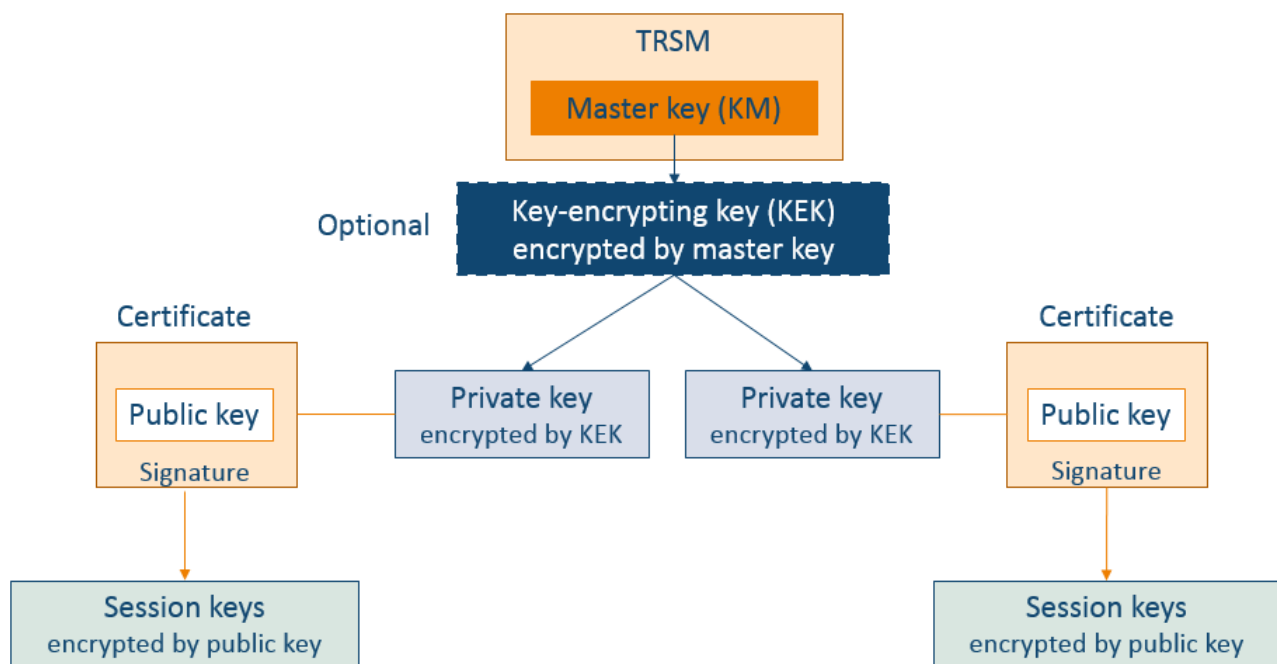 TRSM
Master key (KM)
Optional
Key-encrypting key (KEK)
encrypted by master key
Certificate
Public key
Signature
Private key
encrypted by KEK
Private key
encrypted by KEK
Certificate
Public key
Signature
Session keys
encrypted by public key
Session keys
encrypted by public key